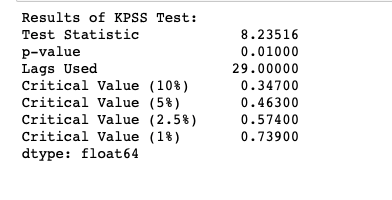 Results of KPSS Test:
Test Statistic 8.23516
p-value 0.01000
Lags Used 29.00000
Critical Value (10%) 0.34700
Critical Value (5%) 0.46300
Critical Value (2.5%) 0.57400
Critical Value (1%) 0.73900
dtype: float64